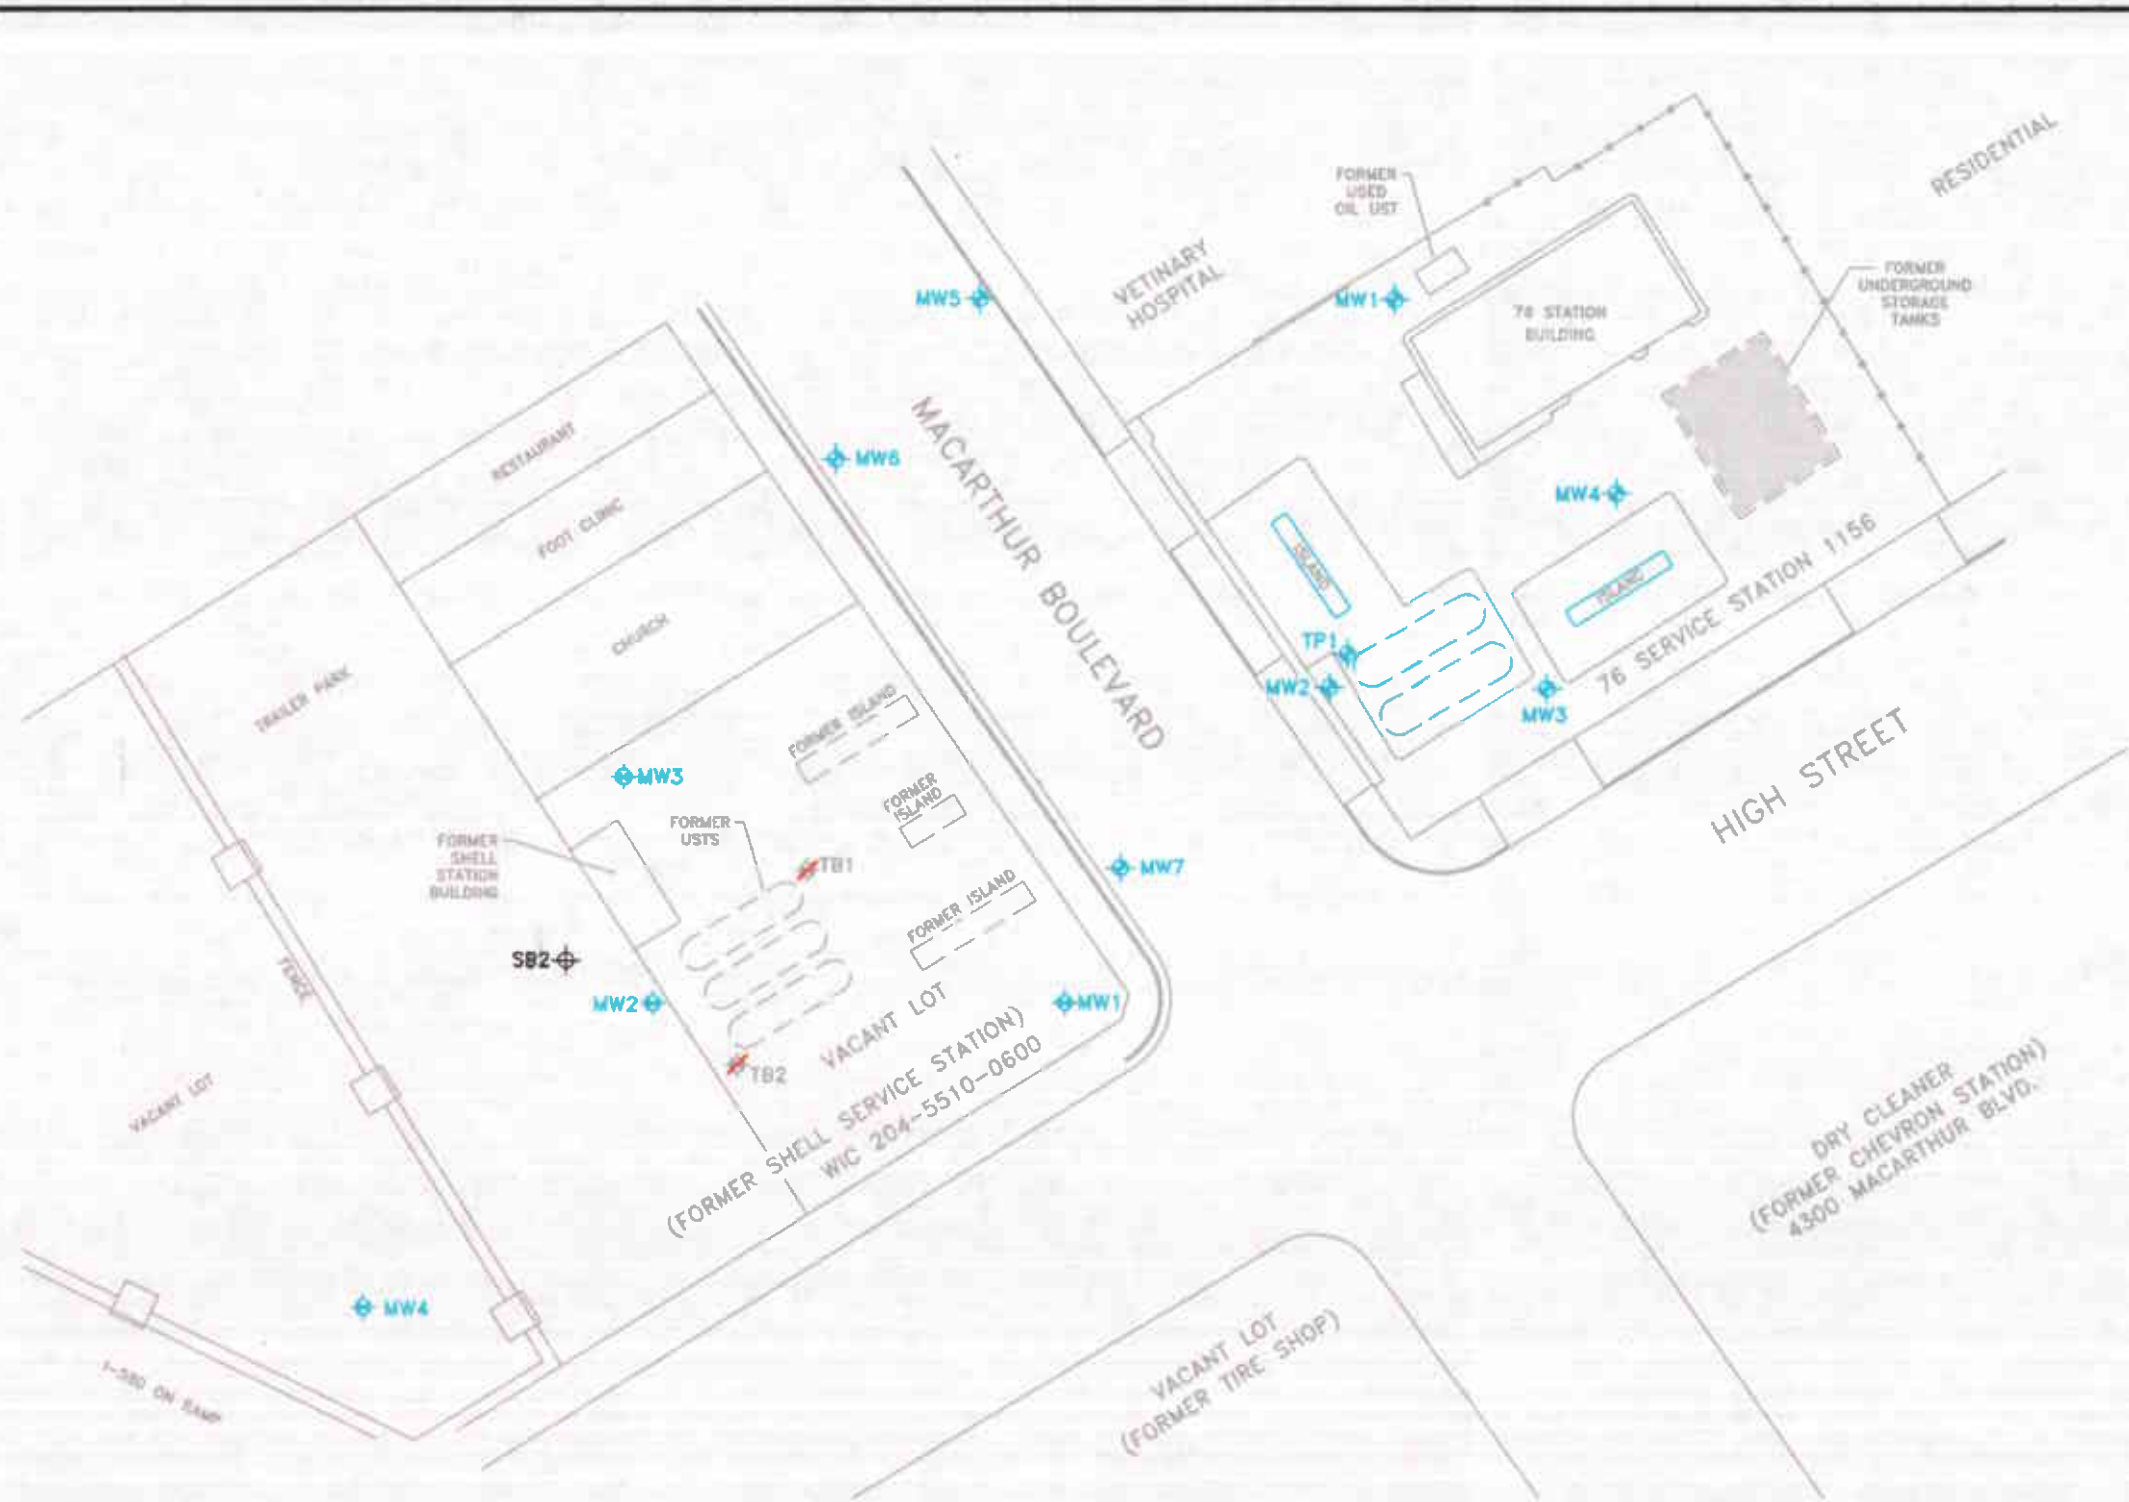 RESIDENTIAL
FORMER
USED
OIL UST
VETINARY
HOSPITAL
MW5
MW1
76 STATION
BUILDING
FORMER
UNDERGROUND
STORAGE
TANKS
MACARTHUR BOULEVARD
MW6
RESTAURANT
FOOT CLINIC
CHURCH
TRAILER PARK
MW4
ISLAND
ISLAND
76 SERVICE STATION 1156
TP1
MW2
MW3
HIGH STREET
FORMER ISLAND
MW3
FORMER
ISLAND
FORMER
USTS
FORMER
SHELL
STATION
BUILDING
TB1
MW7
FORMER ISLAND
SB2
FENCE
MW2
MW1
VACANT LOT
TB2
(FORMER SHELL SERVICE STATION)
WIC 204-5510-0600
VACANT LOT
DRY CLEANER
(FORMER CHEVRON STATION)
4300 MACARTHUR BLVD.
MW4
I-580 ON RAMP
VACANT LOT
(FORMER TIRE SHOP)